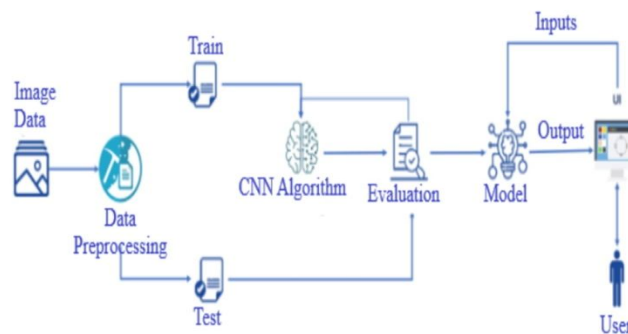 Inputs
Train
UI
Image
Data
Output
CNN Algorithm
Evaluation
Model
Data
Preprocessing
Test
User